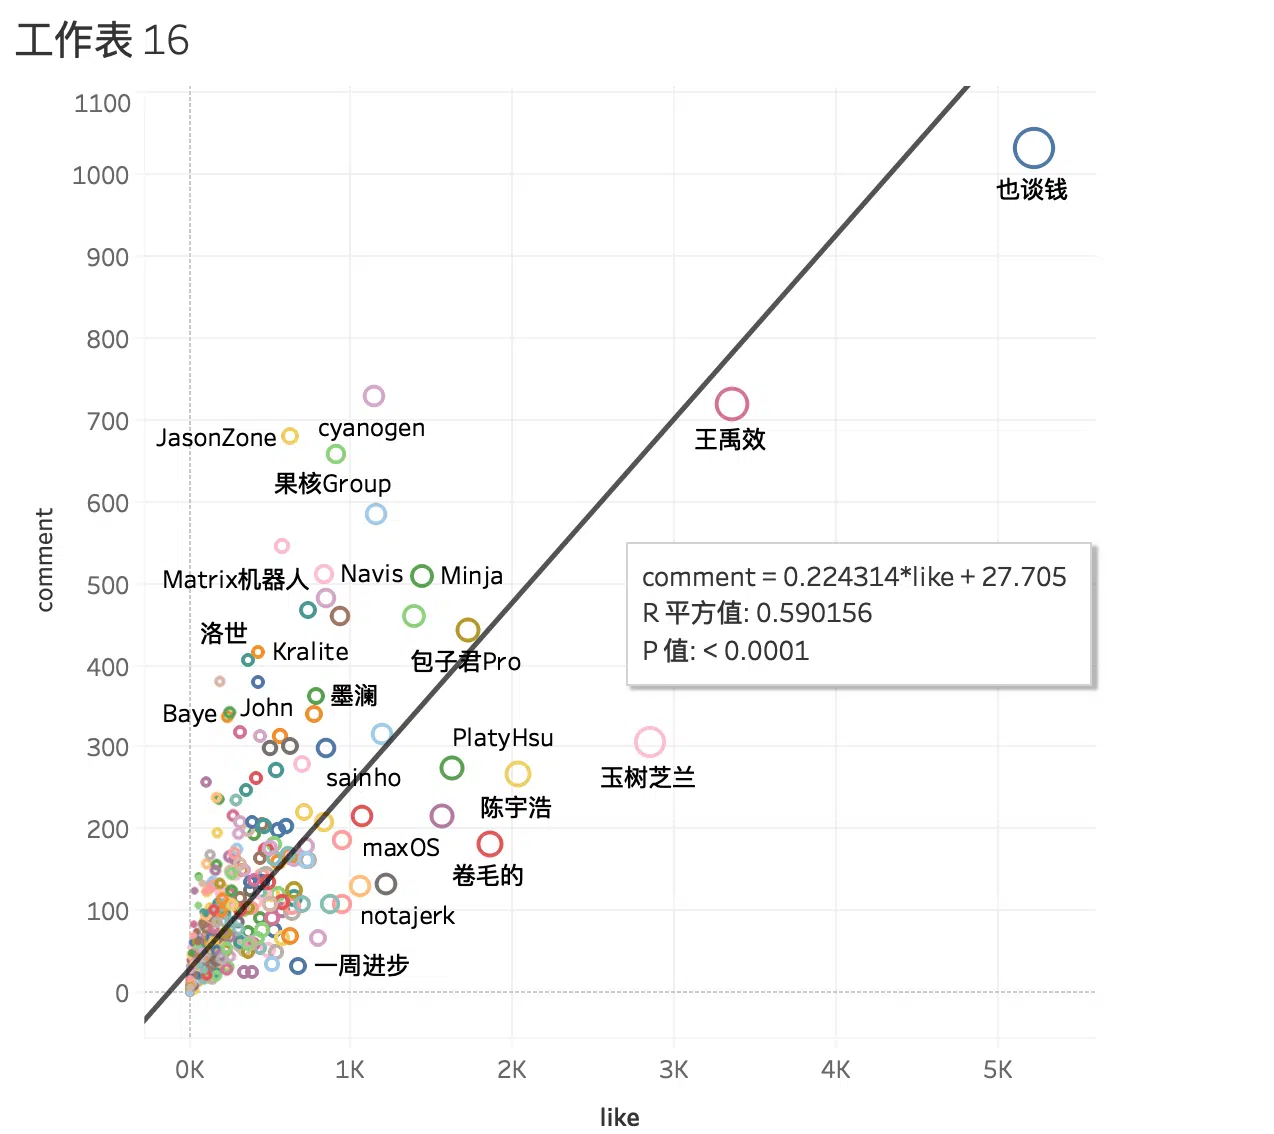 工作表 16
1100
1000
也谈钱
900
800
700
cyanogen
JasonZone
王禹效
果核Group
600
comment
500
Matrix机器人
Navis
Minja
comment = 0.224314*like + 27.705
R 平方值: 0.590156
P 值: < 0.0001
洛世
Kralite
包子君Pro
400
墨澜
Baye
John
300
PlatyHsu
sainho
玉树芝兰
陈宇浩
200
maxOS
卷毛的
100
notajerk
一周进步
0
0K
1K
2K
3K
4K
5K
like